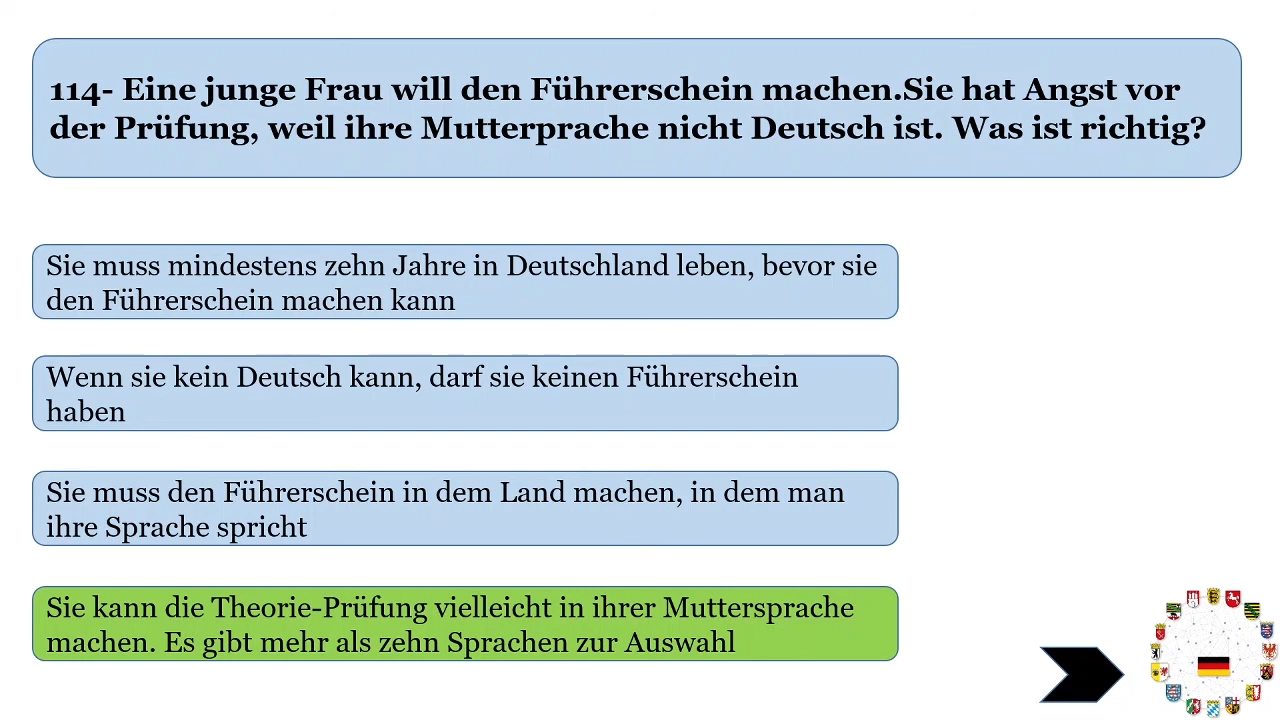 114- Eine junge Frau will den Führerschein machen.Sie hat Angst vor
der Prüfung, weil ihre Mutterprache nicht Deutsch ist. Was ist richtig?
Sie muss mindestens zehn Jahre in Deutschland leben, bevor sie
den Führerschein machen kann
Wenn sie kein Deutsch kann, darf sie keinen Führerschein
haben
Sie muss den Führerschein in dem Land machen, in dem man
ihre Sprache spricht
Sie kann die Theorie-Prüfung vielleicht in ihrer Muttersprache
machen. Es gibt mehr als zehn Sprachen zur Auswahl